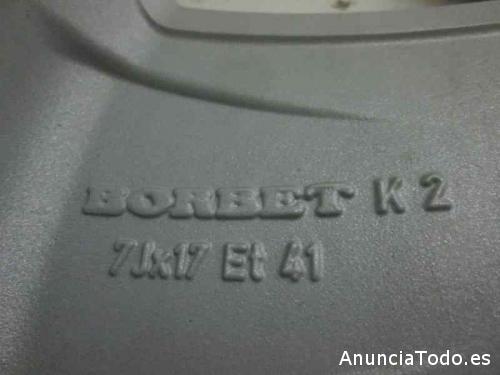 BORBET K 2
7Jx17 Et 41
AnunciaTodo.es